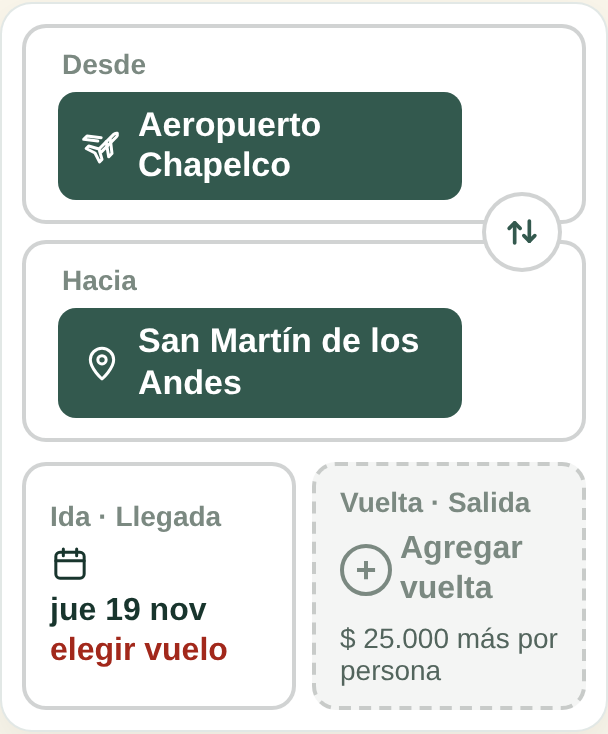 Desde
Aeropuerto
Chapelco
Hacia
San Martín de los
Andes
Ida · Llegada
jue 19 nov
elegir vuelo
Vuelta · Salida
Agregar
vuelta
$ 25.000 más por
persona